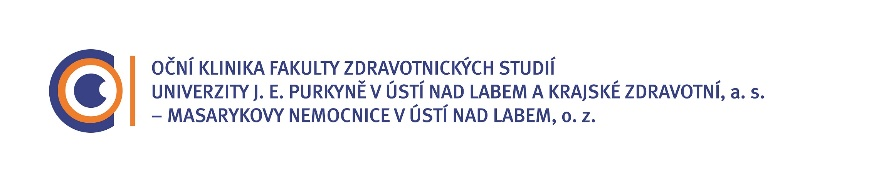 OČNÍ KLINIKA FAKULTY ZDRAVOTNICKÝCH STUDIÍ
UNIVERZITY J. E. PURKYNĚ V ÚSTÍ NAD LABEM A KRAJSKÉ ZDRAVOTNÍ, a. s.
– MASARYKOVY NEMOCNICE V ÚSTÍ NAD LABEM, o. z.